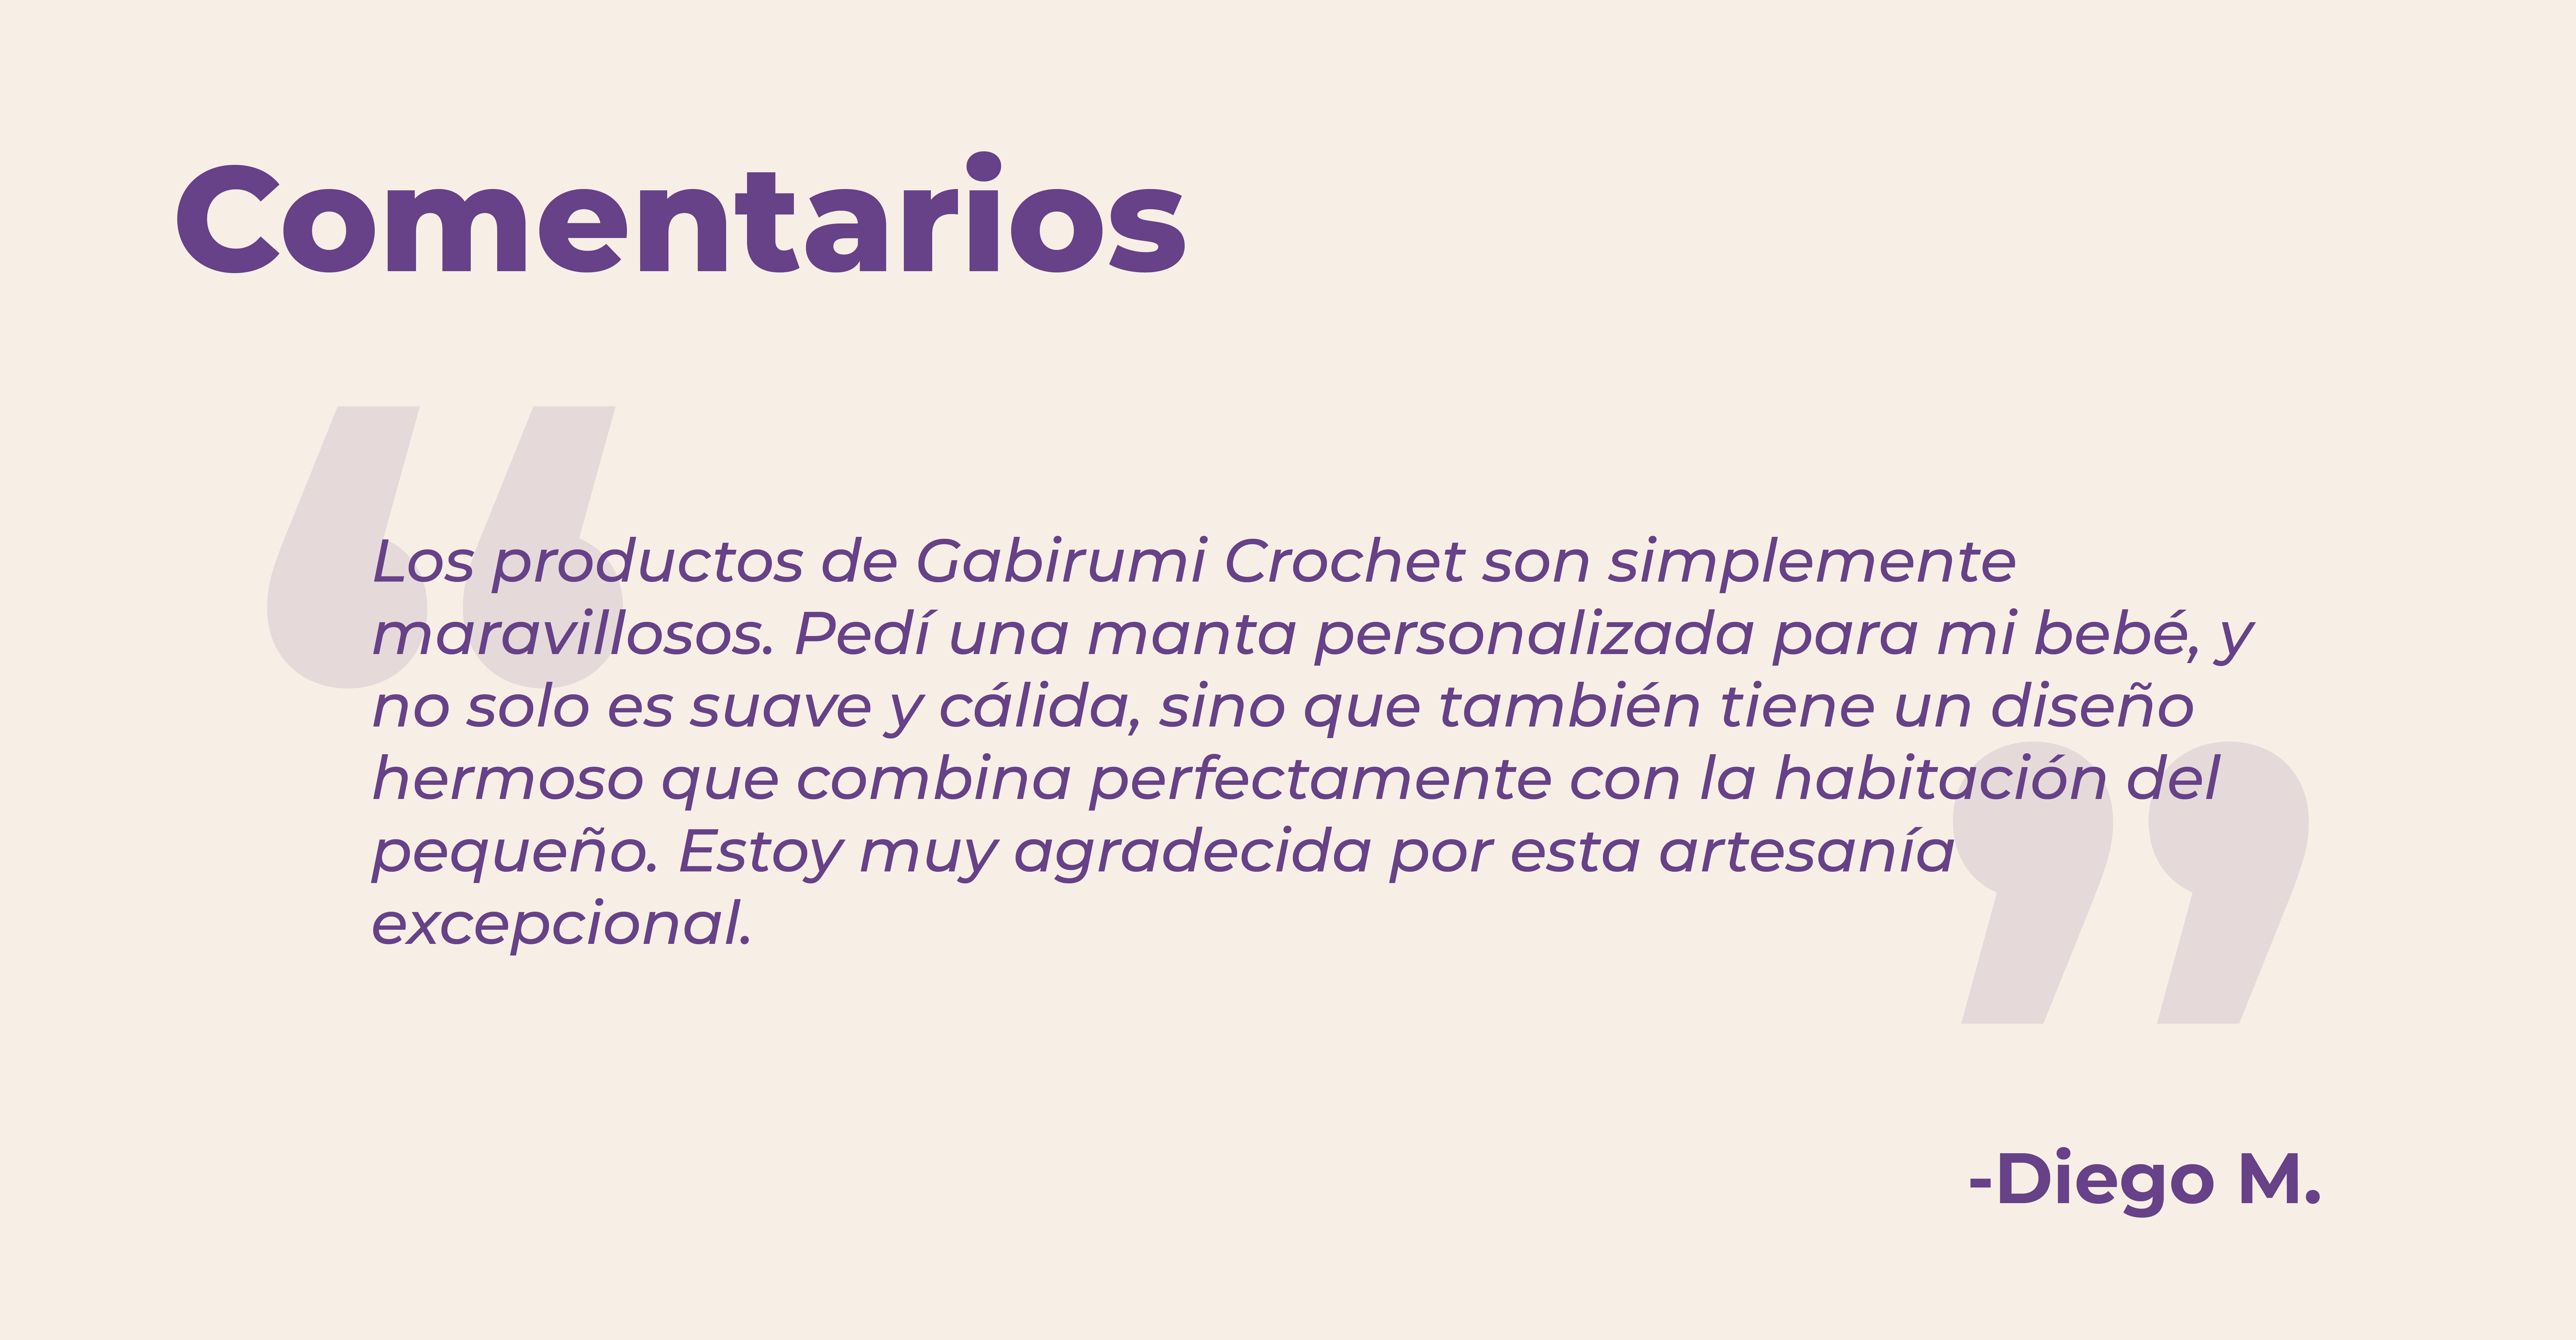 Comentarios
“
Los productos de Gabirumi Crochet son simplemente
maravillosos. Pedí una manta personalizada para mi bebé, y
no solo es suave y cálida, sino que también tiene un diseño
hermoso que combina perfectamente con la habitación del
pequeño. Estoy muy agradecida por esta artesanía
excepcional.
”
-Diego M.